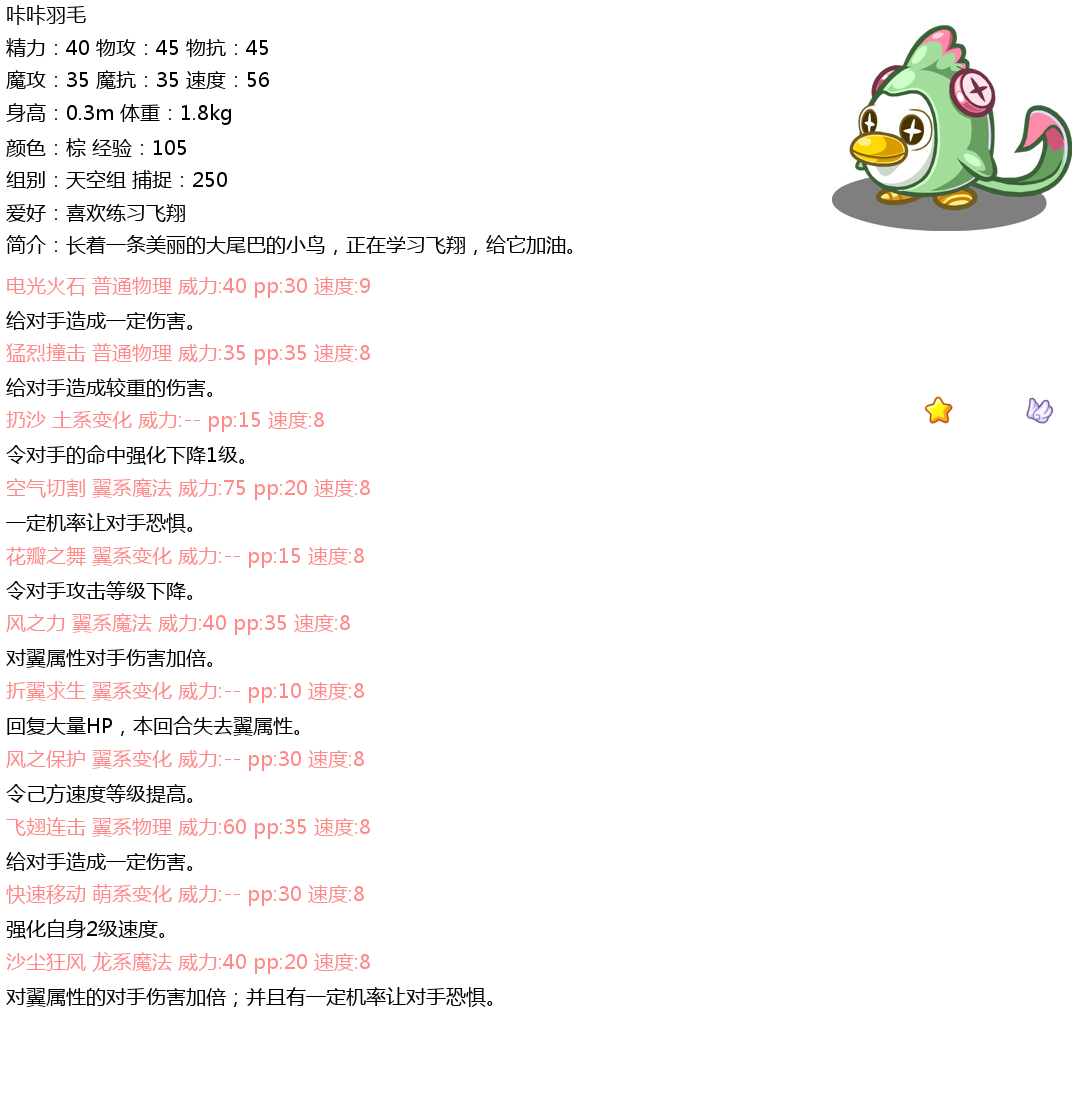 咔咔羽毛
精力：40 物攻：45 物抗：45
魔攻：35 魔抗：35 速度：56
身高：0.3m 体重：1.8kg
颜色：棕 经验：105
组别：天空组 捕捉：250
爱好：喜欢练习飞翔
简介：长着一条美丽的大尾巴的小鸟，正在学习飞翔，给它加油。
电光火石 普通物理 威力:40 pp:30 速度:9
给对手造成一定伤害。
猛烈撞击 普通物理 威力:35 pp:35 速度:8
给对手造成较重的伤害。
扔沙 土系变化 威力:-- pp:15 速度:8
令对手的命中强化下降1级。
空气切割 翼系魔法 威力:75 pp:20 速度:8
一定机率让对手恐惧。
花瓣之舞 翼系变化 威力:-- pp:15 速度:8
令对手攻击等级下降。
风之力 翼系魔法 威力:40 pp:35 速度:8
对翼属性对手伤害加倍。
折翼求生 翼系变化 威力:-- pp:10 速度:8
回复大量HP，本回合失去翼属性。
风之保护 翼系变化 威力:-- pp:30 速度:8
令己方速度等级提高。
飞翅连击 翼系物理 威力:60 pp:35 速度:8
给对手造成一定伤害。
快速移动 萌系变化 威力:-- pp:30 速度:8
强化自身2级速度。
沙尘狂风 龙系魔法 威力:40 pp:20 速度:8
对翼属性的对手伤害加倍；并且有一定机率让对手恐惧。